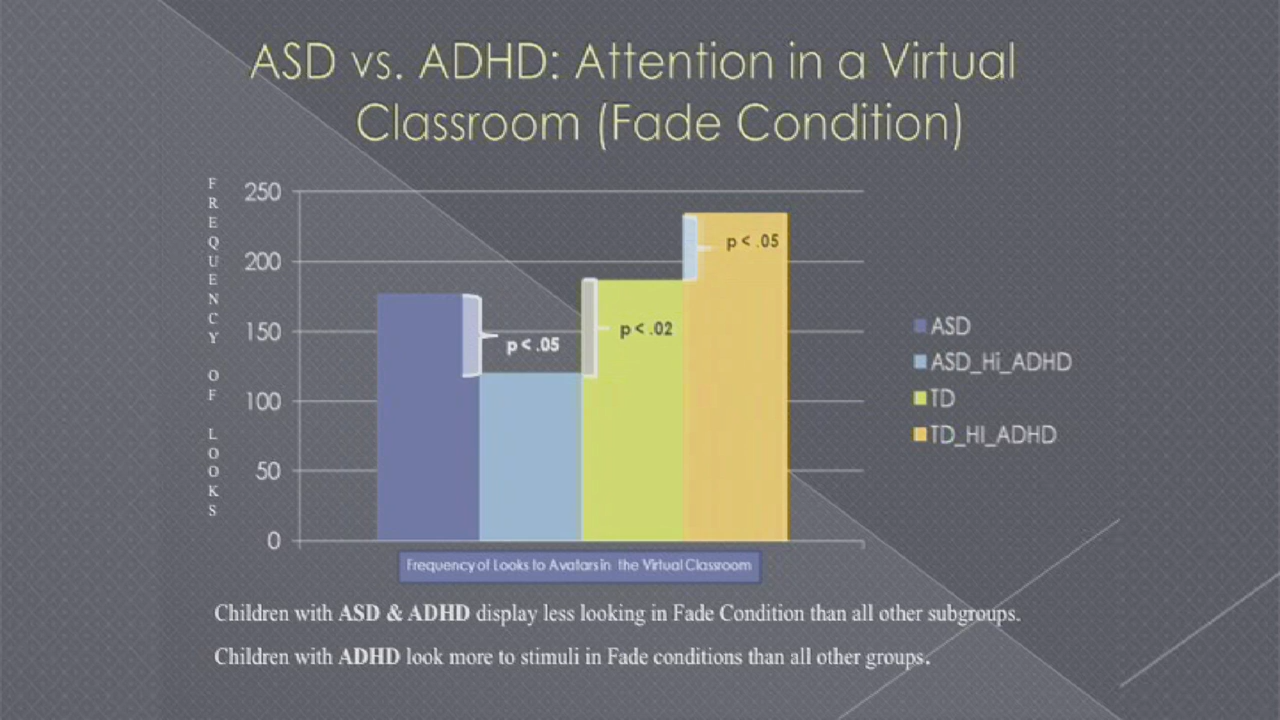 ASD vs. ADHD: Attention in a Virtual
Classroom (Fade Condition)
FREQUENCY OF LOOKS
250
200
150
100
50
0
p < .05
p < .02
p < .05
ASD
ASD_Hi_ADHD
TD
TD_HI_ADHD
Frequency of Looks to Avatars in the Virtual Classroom
Children with ASD & ADHD display less looking in Fade Condition than all other subgroups.
Children with ADHD look more to stimuli in Fade conditions than all other groups.